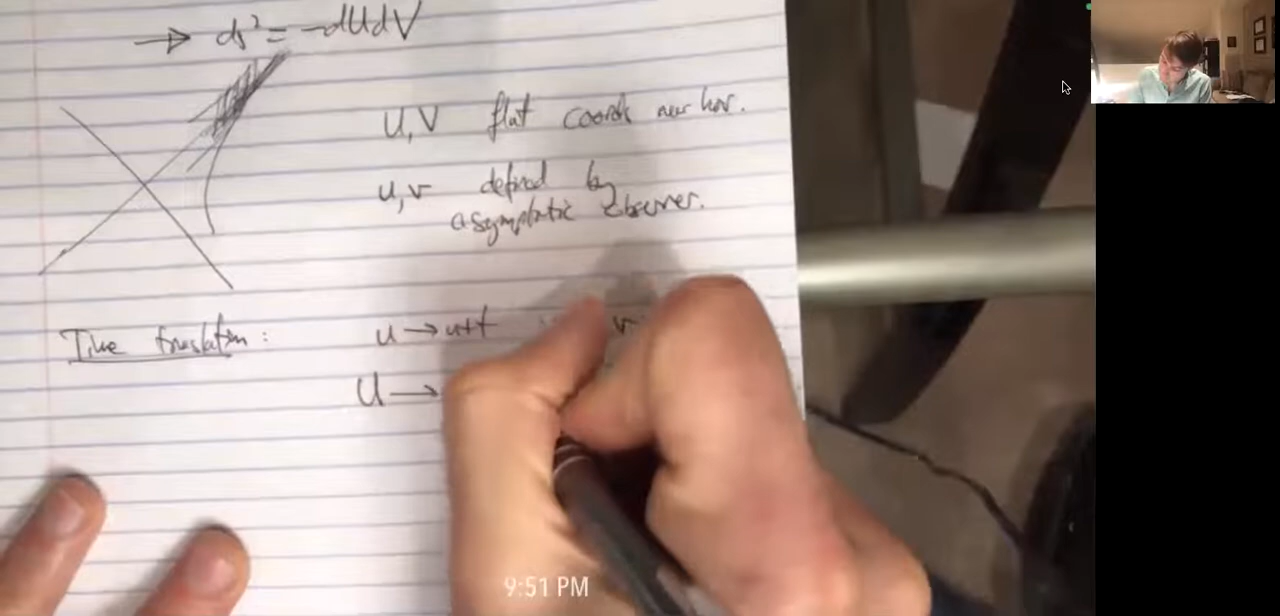 → ds² = -dUdV
U, V flat coords near hor.
u, v defined by
asymptotic observer.
Time translation:
u → u+t v
U →
9:51 PM